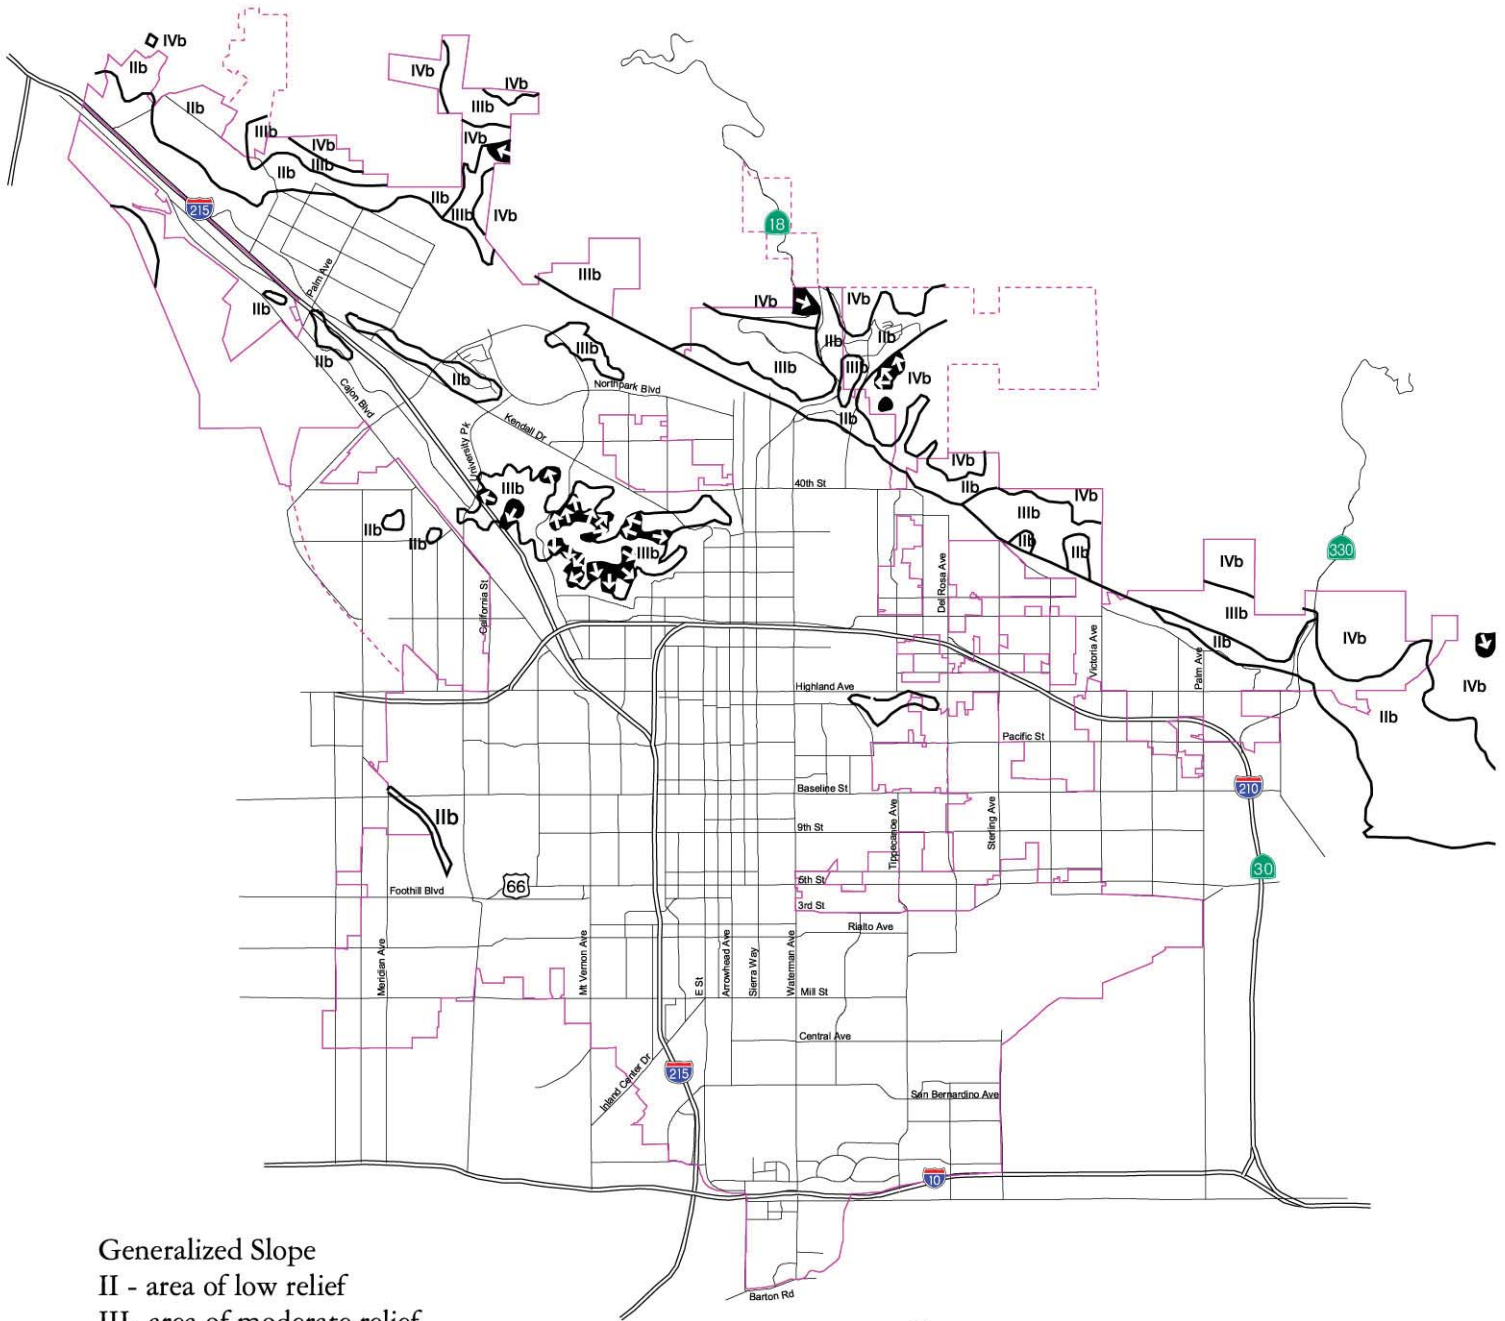 IVb
IIb
IVb
IVb
IIb
IIIb
IIIb
IVb
IVb
IIIb
IIb
IIb
IIIb
IVb
215
18
IIIb
Palm Ave
IIb
IVb
IVb
IIb
IIb
IIb
IIIb
IIIb
IIIb
IIb
IVb
Northpark Blvd
Cajon Blvd
IIb
Kendall Dr
University Pk
IVb
IIb
40th St
IIIb
IVb
IIIb
IIb
IIb
IIb
IIb
IIIb
330
IVb
Del Rosa Ave
California St
IIIb
IIb
IVb
Victoria Ave
Palm Ave
Highland Ave
IVb
IIb
Pacific St
Baseline St
210
IIb
9th St
Tippecanoe Ave
Sterling Ave
30
5th St
66
Foothill Blvd
3rd St
Rialto Ave
Meridian Ave
Mt Vernon Ave
E St
Arrowhead Ave
Sierra Way
Waterman Ave
Mill St
Central Ave
215
Inland Center Dr
San Bernardino Ave
10
Barton Rd
Generalized Slope
II - area of low relief
III- area of moderate relief